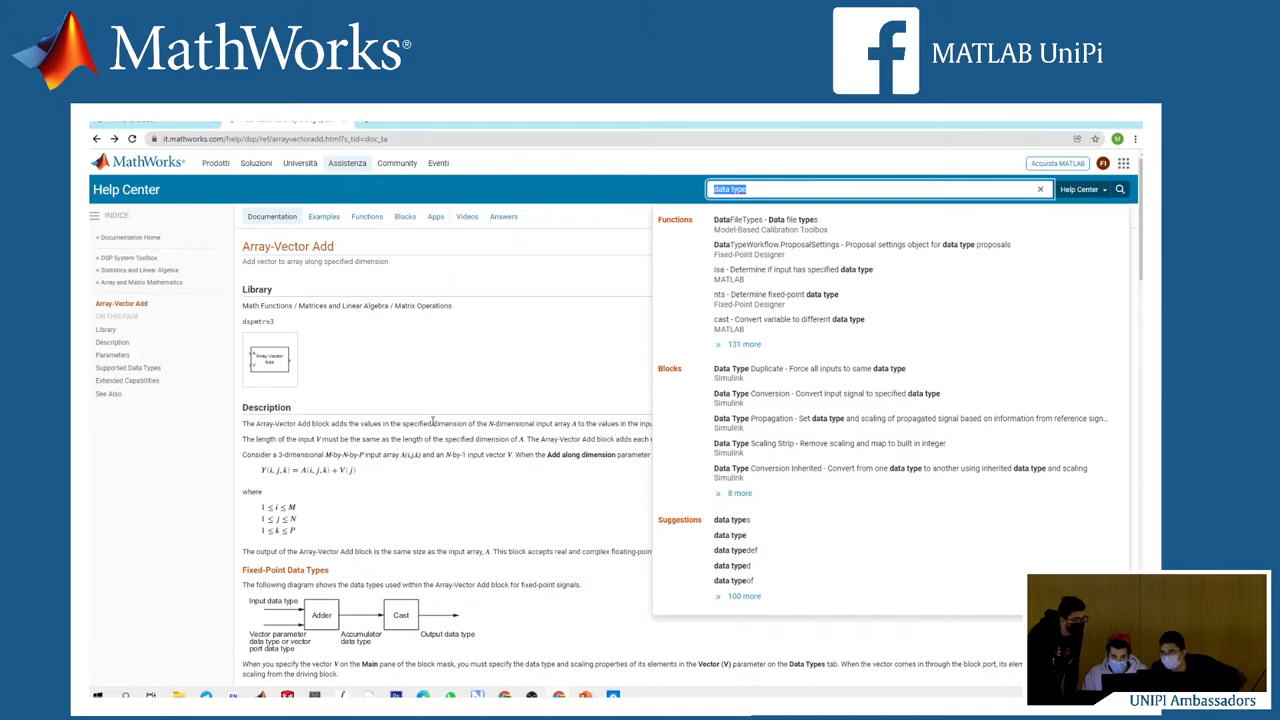 MathWorks®
f
MATLAB UniPi
it.mathworks.com/help/dsp/ref/arrayvectoradd.html?s_tid=doc_ta
M
MathWorks®
Prodotti Soluzioni Università Assistenza Community Eventi
Acquista MATLAB
FI
Help Center
data type
Help Center
INDICE
« Documentation Home
« DSP System Toolbox
« Statistics and Linear Algebra
« Array and Matrix Mathematics
Array-Vector Add
ON THIS PAGE
Library
Description
Parameters
Supported Data Types
Extended Capabilities
See Also
Documentation Examples Functions Blocks Apps Videos Answers
Array-Vector Add
Add vector to array along specified dimension
Library
Math Functions / Matrices and Linear Algebra / Matrix Operations
dspmtrx3
A
V
Array-Vector
Add
Description
The Array-Vector Add block adds the values in the specified dimension of the N-dimensional input array A to the values in the inpu
The length of the input V must be the same as the length of the specified dimension of A. The Array-Vector Add block adds each e
Consider a 3-dimensional M-by-N-by-P input array A(i,j,k) and an N-by-1 input vector V. When the Add along dimension parameter
Y(i, j, k) = A(i, j, k) + V(j)
where
1 ≤ i ≤ M
1 ≤ j ≤ N
1 ≤ k ≤ P
The output of the Array-Vector Add block is the same size as the input array, A. This block accepts real and complex floating-poin
Fixed-Point Data Types
The following diagram shows the data types used within the Array-Vector Add block for fixed-point signals.
Input data type
Adder
Cast
Vector parameter
data type or vector
port data type
Accumulator
data type
Output data type
When you specify the vector V on the Main pane of the block mask, you must specify the data type and scaling properties of its elements in the Vector (V) parameter on the Data Types tab. When the vector comes in through the block port, its elem
scaling from the driving block.
Functions
DataFileTypes - Data file types
Model-Based Calibration Toolbox
DataTypeWorkflow.ProposalSettings - Proposal settings object for data type proposals
Fixed-Point Designer
isa - Determine if input has specified data type
MATLAB
nts - Determine fixed-point data type
Fixed-Point Designer
cast - Convert variable to different data type
MATLAB
» 131 more
Blocks
Data Type Duplicate - Force all inputs to same data type
Simulink
Data Type Conversion - Convert input signal to specified data type
Simulink
Data Type Propagation - Set data type and scaling of propagated signal based on information from reference sign...
Simulink
Data Type Scaling Strip - Remove scaling and map to built in integer
Simulink
Data Type Conversion Inherited - Convert from one data type to another using inherited data type and scaling
Simulink
» 8 more
Suggestions
data types
data type
data typedef
data typed
data typeof
» 100 more
EN
UNIPI Ambassadors